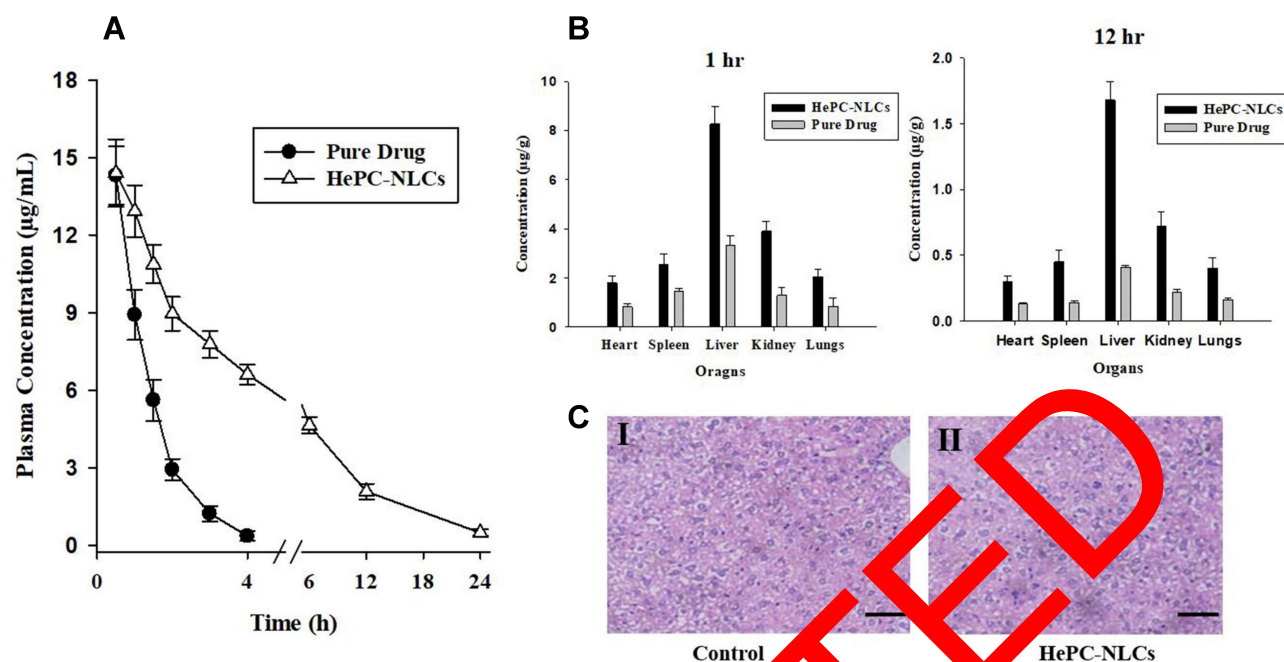 A
18
15
12
9
6
3
0
Plasma Concentration (µg/mL)
Pure Drug
HePC-NLCs
0 4 6 12 18 24
Time (h)
B
1 hr
10
8
6
4
2
0
Concentration (µg/g)
HePC-NLCs
Pure Drug
Heart Spleen Liver Kidney Lungs
Oragns
12 hr
2.0
1.5
1.0
0.5
0.0
Concentration (µg/g)
HePC-NLCs
Pure Drug
Heart Spleen Liver Kidney Lungs
Organs
C
I
II
Control
HePC-NLCs